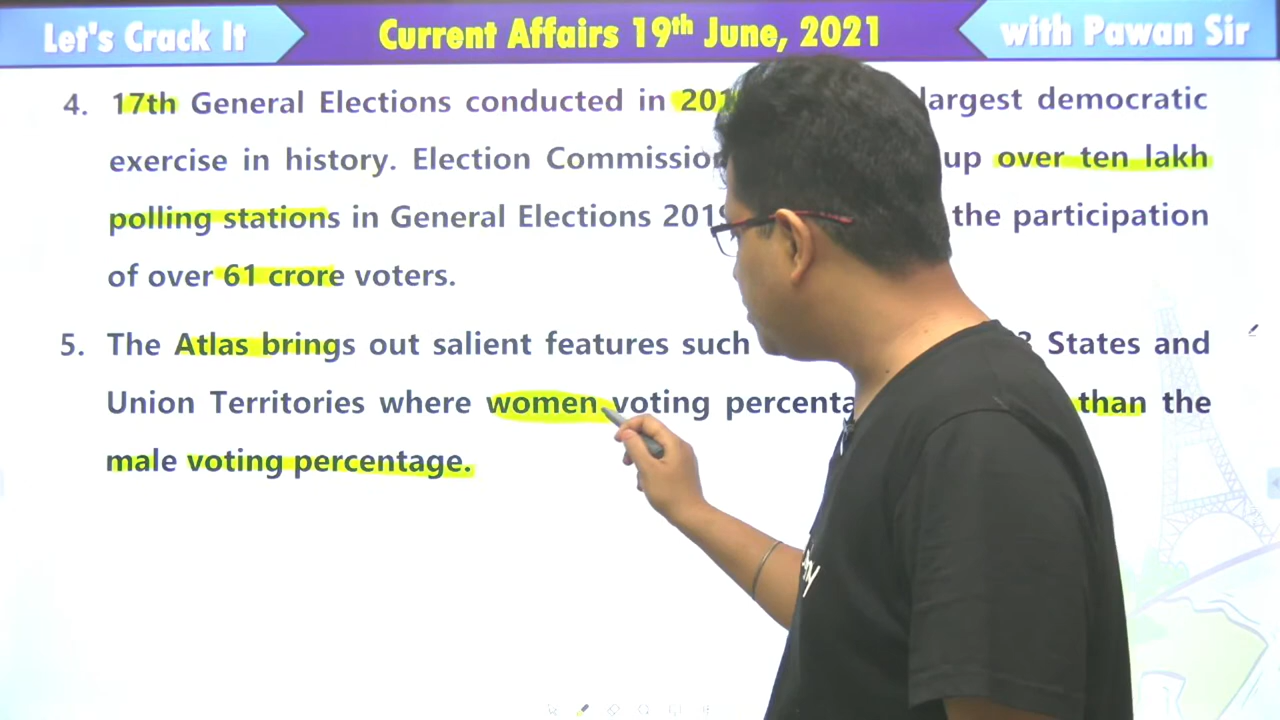 Let's Crack It
Current Affairs 19th June, 2021
with Pawan Sir
4. 17th General Elections conducted in largest democratic
exercise in history. Election up over ten lakh
polling stations in General Elections the participation
of over 61 crore voters.
5. The Atlas brings out salient features such States and
Union Territories where women voting than the
male voting percentage.